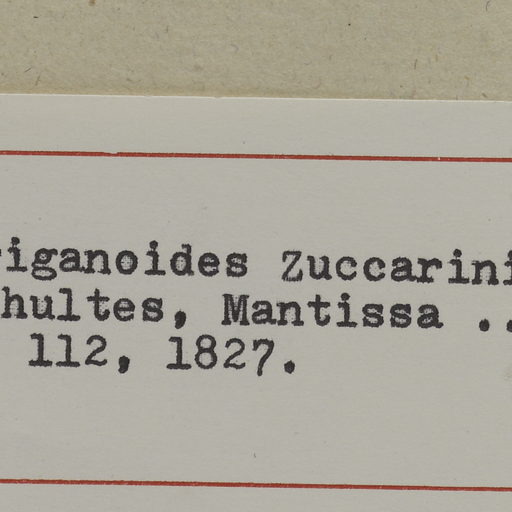 riganoides Zuccarini
hultes, Mantissa ..
112, 1827.